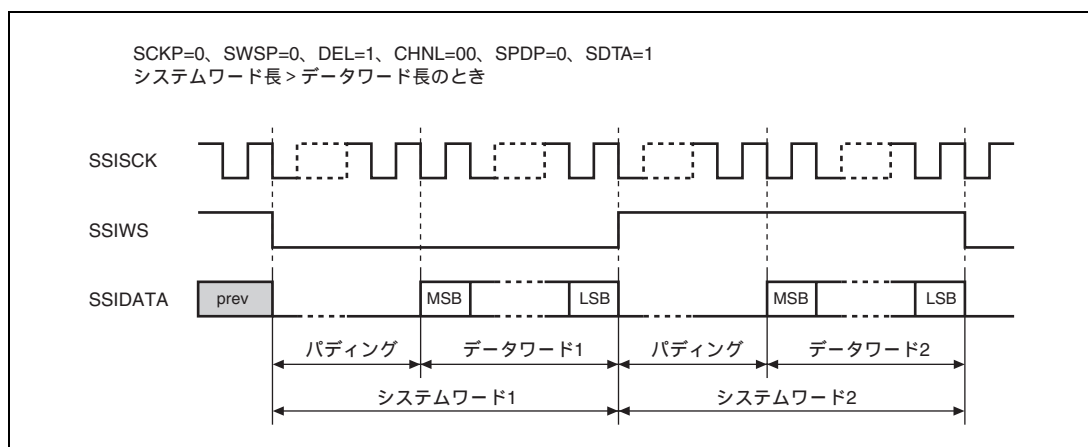 SCKP=0、SWSP=0、DEL=1、CHNL=00、SPDP=0、SDTA=1
システムワード長＞データワード長のとき
SSISCK
SSIWS
SSIDATA
prev
MSB
LSB
MSB
LSB
パディング
データワード1
パディング
データワード2
システムワード1
システムワード2